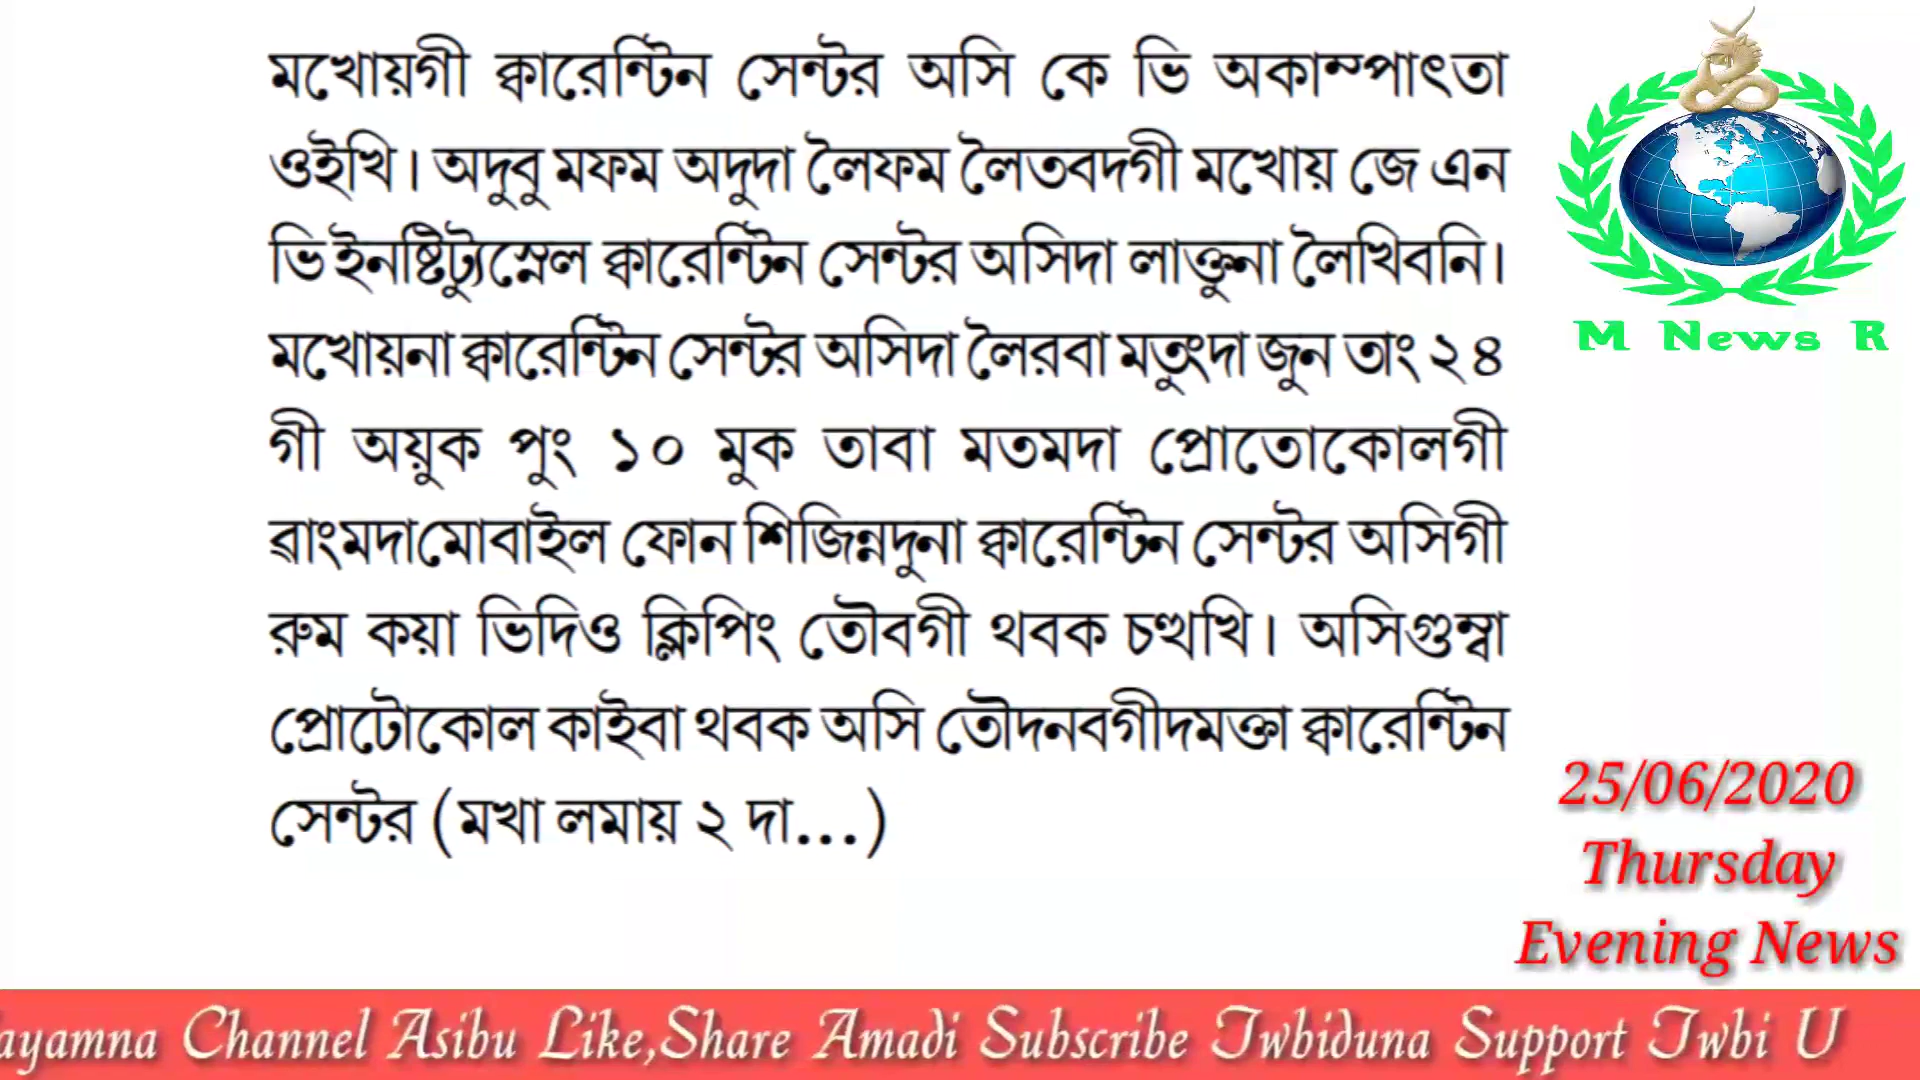 মখোয়গী ক্বারেন্টিন সেন্টর অসি কে ভি অকাম্পাৎতা
ওইখি। অদুবু মফম অদুদা লৈফম লৈতবদগী মখোয় জে এন
ভি ইনষ্টিট্যুস্নেল ক্বারেন্টিন সেন্টর অসিদা লাক্তুনা লৈখিবনি।
মখোয়না ক্বারেন্টিন সেন্টর অসিদা লৈরবা মতুংদা জুন তাং ২৪
গী অয়ুক পুং ১০ মুক তাবা মতমদা প্রোতোকোলগী
ৱাংমদামোবাইল ফোন শিজিন্নদুনা ক্বারেন্টিন সেন্টর অসিগী
রুম কয়া ভিদিও ক্লিপিং তৌবগী থবক চত্থখি। অসিগুম্বা
প্রোটোকোল কাইবা থবক অসি তৌদনবগীদমক্তা ক্বারেন্টিন
সেন্টর (মখা লমায় ২ দা...)
M News R
25/06/2020
Thursday
Evening News
ayamna Channel Asibu Like,Share Amadi Subscribe Twbiduna Support Twbi U